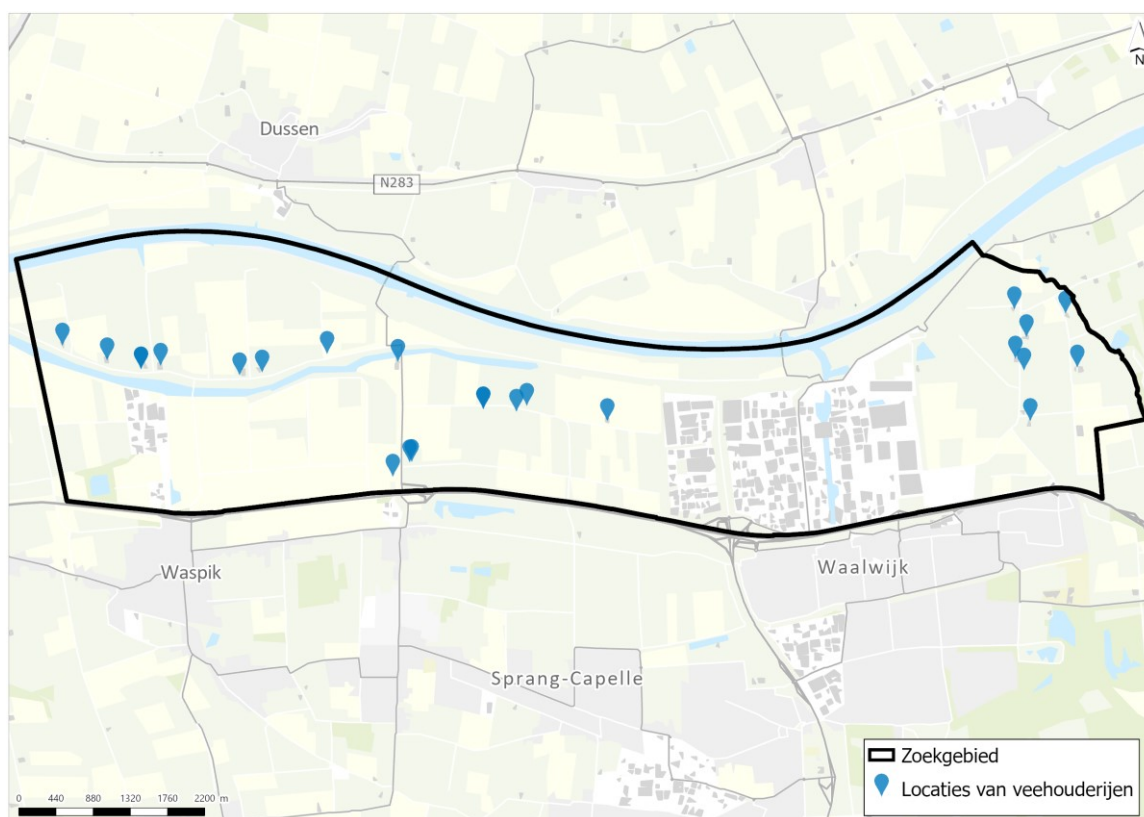 N
Dussen
N283
Waspik
Waalwijk
Sprang-Capelle
Zoekgebied
Locaties van veehouderijen
0 440 880 1320 1760 2200 m